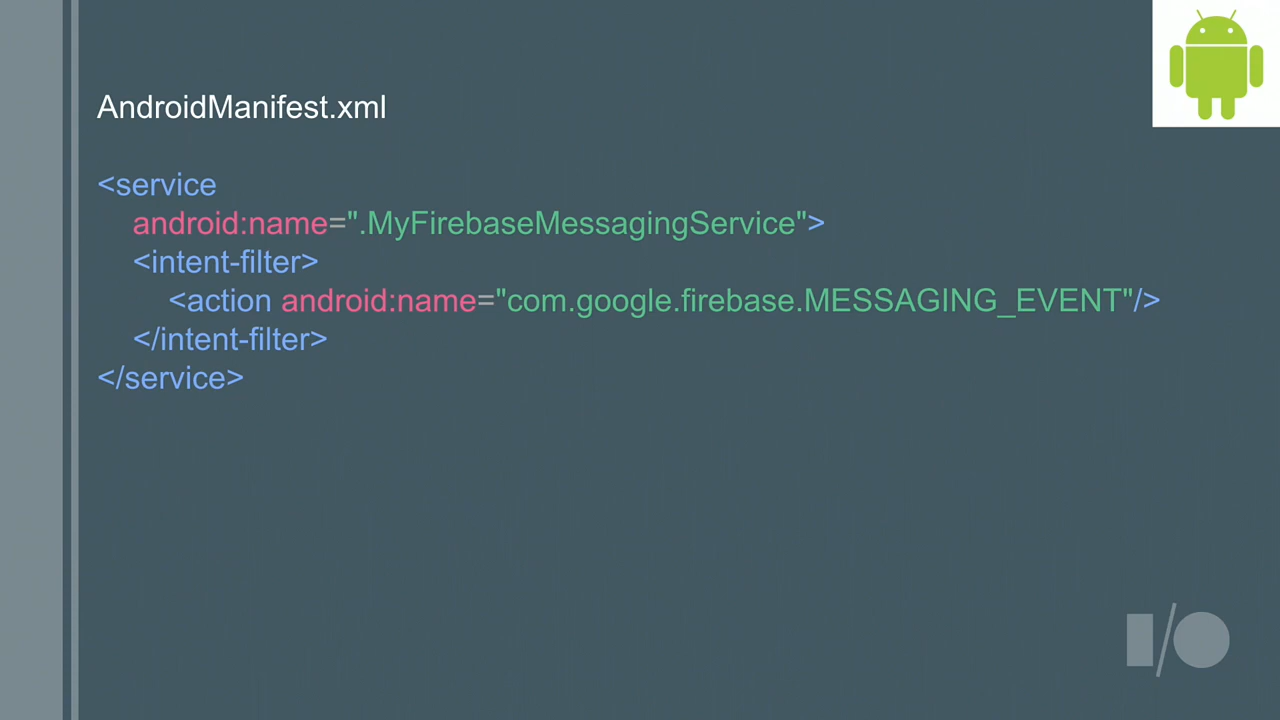 AndroidManifest.xml
<service
android:name=".MyFirebaseMessagingService">
<intent-filter>
<action android:name="com.google.firebase.MESSAGING_EVENT"/>
</intent-filter>
</service>
I/O